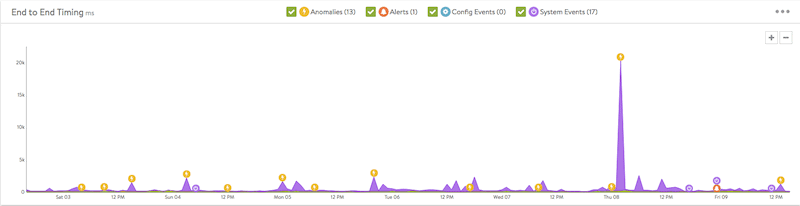 End to End Timing ms
Anomalies (13) Alerts (1) Config Events (0) System Events (17)
20k
15k
10k
5k
0
Sat 03 12 PM Sun 04 12 PM Mon 05 12 PM Tue 06 12 PM Wed 07 12 PM Thu 08 12 PM Fri 09 12 PM